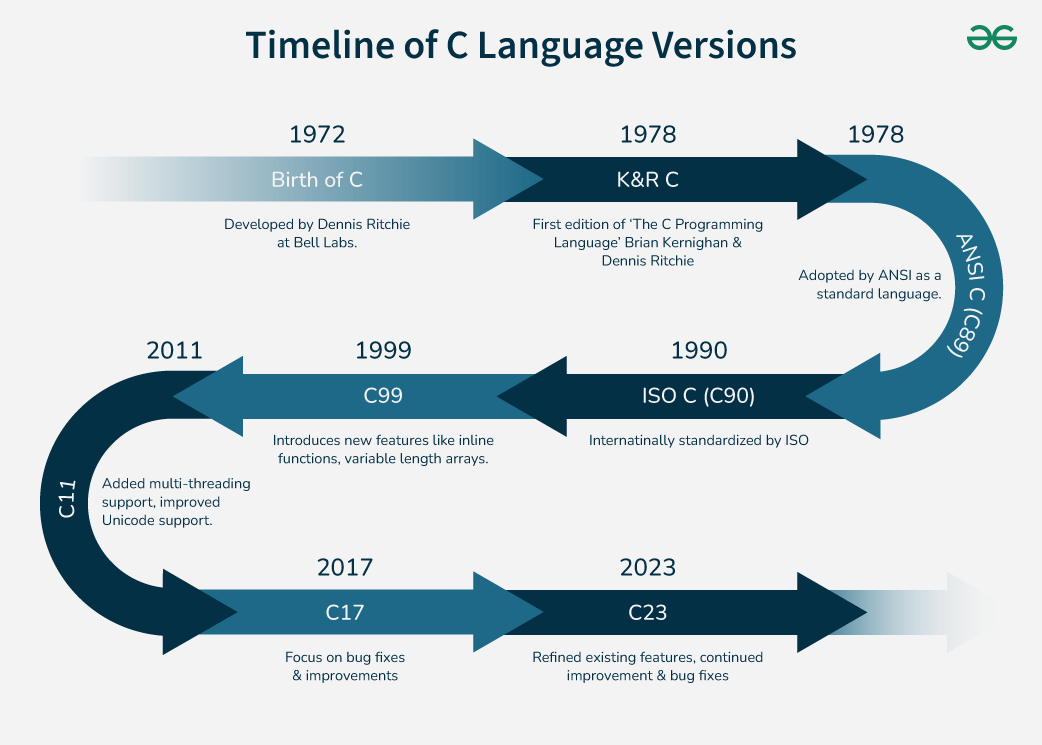 Timeline of C Language Versions
1972
Birth of C
Developed by Dennis Ritchie
at Bell Labs.
1978
K&R C
First edition of ‘The C Programming
Language’ Brian Kernighan &
Dennis Ritchie
1978
ANSI C (C89)
Adopted by ANSI as a
standard language.
1990
ISO C (C90)
Internatinally standardized by ISO
1999
C99
Introduces new features like inline
functions, variable length arrays.
2011
C11
Added multi-threading
support, improved
Unicode support.
2017
C17
Focus on bug fixes
& improvements
2023
C23
Refined existing features, continued
improvement & bug fixes